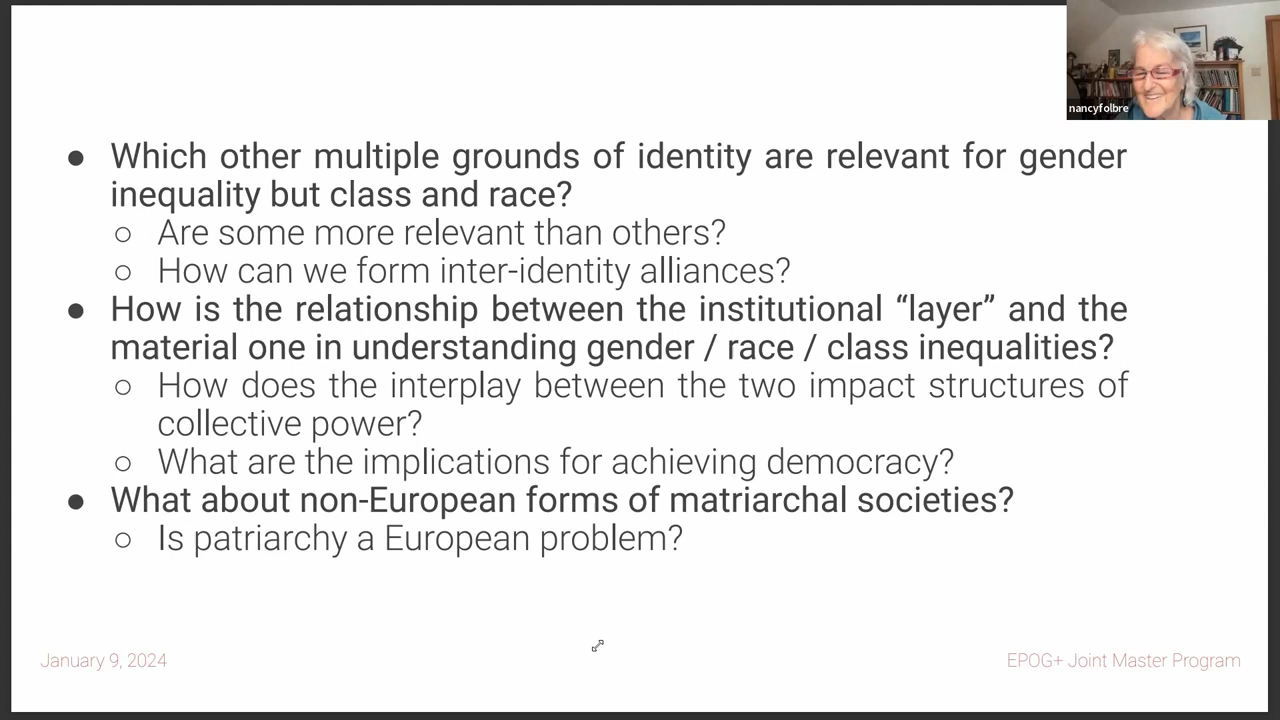 nancyfolbre
● Which other multiple grounds of identity are relevant for gender
inequality but class and race?
○ Are some more relevant than others?
○ How can we form inter-identity alliances?
● How is the relationship between the institutional “layer” and the
material one in understanding gender / race / class inequalities?
○ How does the interplay between the two impact structures of
collective power?
○ What are the implications for achieving democracy?
● What about non-European forms of matriarchal societies?
○ Is patriarchy a European problem?
January 9, 2024
EPOG+ Joint Master Program